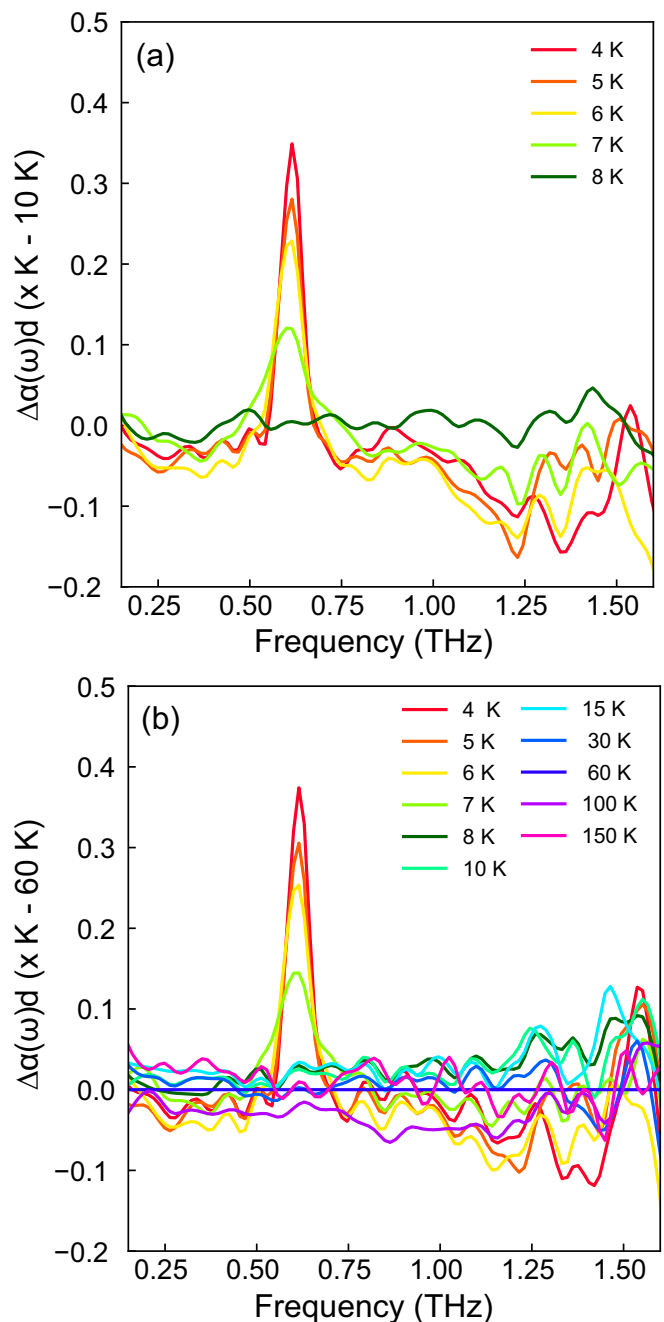 (a)
4 K
5 K
6 K
7 K
8 K
0.5
0.4
0.3
0.2
0.1
0.0
−0.1
−0.2
Δα(ω)d (x K - 10 K)
0.25 0.50 0.75 1.00 1.25 1.50
Frequency (THz)
(b)
4 K
5 K
6 K
7 K
8 K
10 K
15 K
30 K
60 K
100 K
150 K
0.5
0.4
0.3
0.2
0.1
0.0
−0.1
−0.2
Δα(ω)d (x K - 60 K)
0.25 0.50 0.75 1.00 1.25 1.50
Frequency (THz)